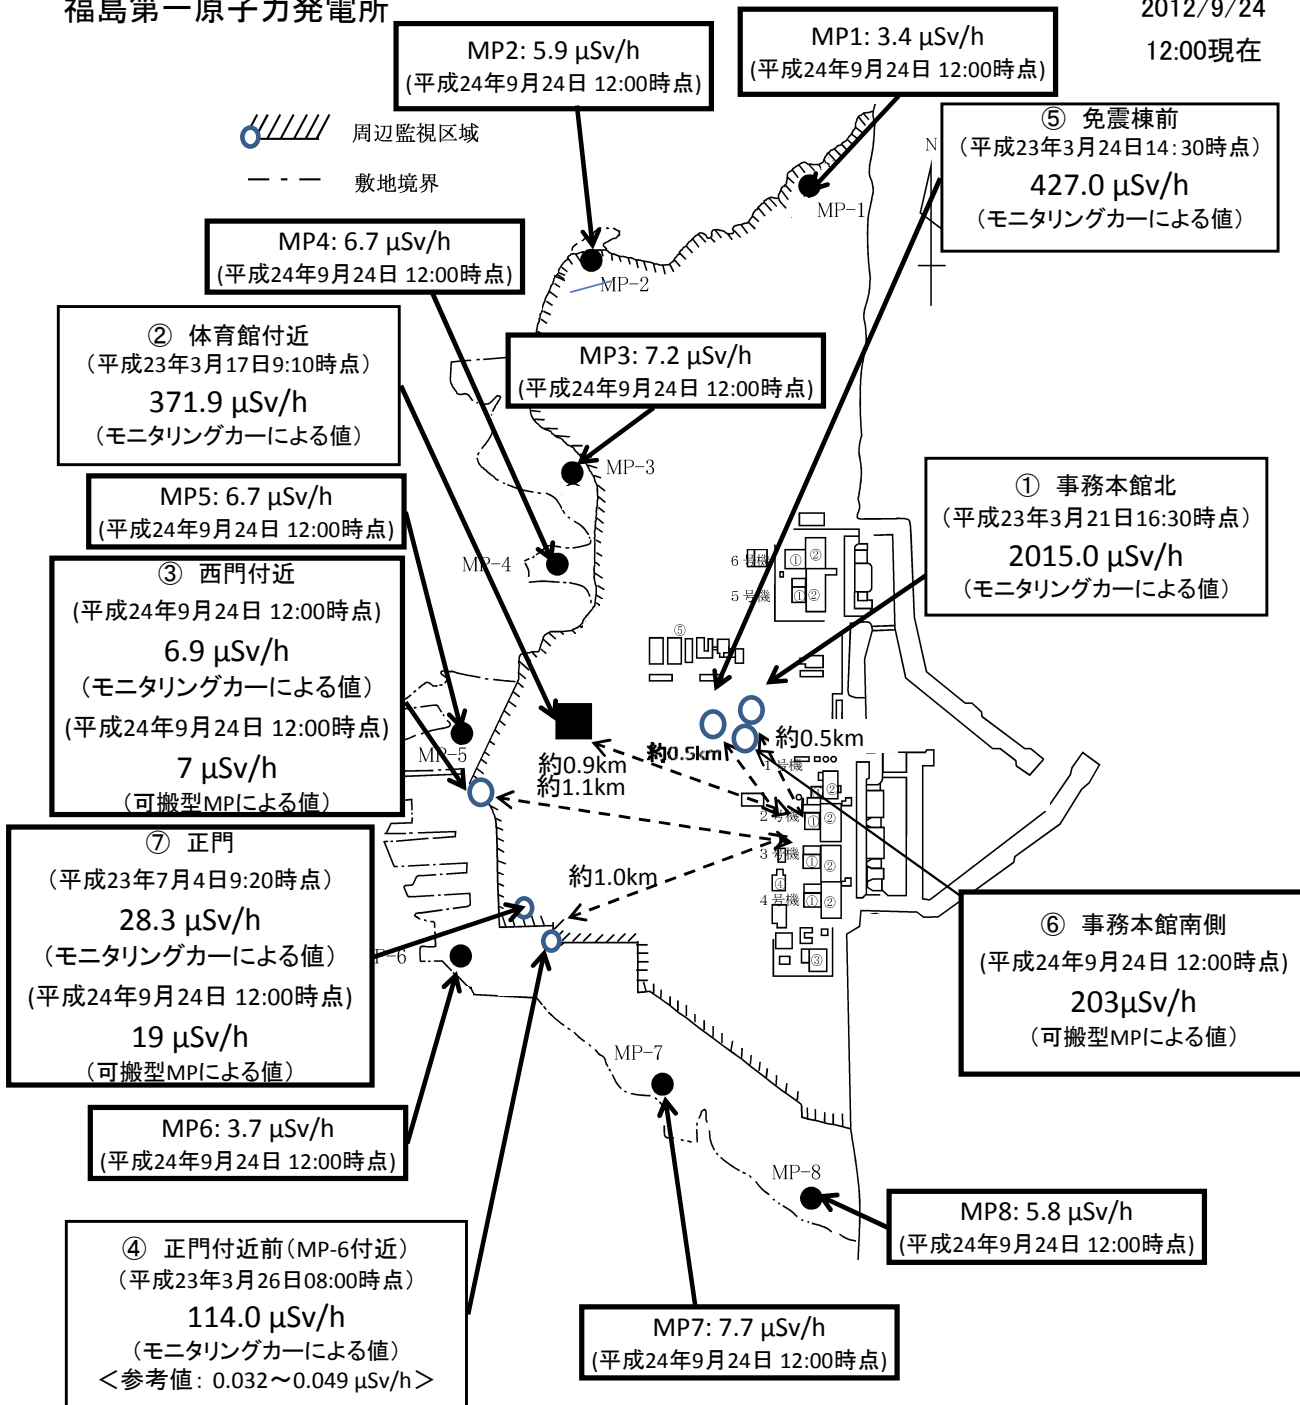 福島第一原子力発電所
2012/9/24
12:00現在
MP2: 5.9 μSv/h
(平成24年9月24日 12:00時点)
MP1: 3.4 μSv/h
(平成24年9月24日 12:00時点)
周辺監視区域
敷地境界
⑤ 免震棟前
(平成23年3月24日14:30時点)
427.0 μSv/h
(モニタリングカーによる値)
N
MP-1
MP4: 6.7 μSv/h
(平成24年9月24日 12:00時点)
MP-2
② 体育館付近
(平成23年3月17日9:10時点)
371.9 μSv/h
(モニタリングカーによる値)
MP3: 7.2 μSv/h
(平成24年9月24日 12:00時点)
MP-3
MP5: 6.7 μSv/h
(平成24年9月24日 12:00時点)
① 事務本館北
(平成23年3月21日16:30時点)
2015.0 μSv/h
(モニタリングカーによる値)
MP-4
6号機
① ②
5号機
① ②
③ 西門付近
(平成24年9月24日 12:00時点)
6.9 μSv/h
(モニタリングカーによる値)
(平成24年9月24日 12:00時点)
7 μSv/h
(可搬型MPによる値)
⑤
MP-5
約0.9km
約1.1km
約0.5km
約0.5km
1号機
②
2号機
① ②
3号機
① ②
④
4号機
① ②
③
約1.0km
⑦ 正門
(平成23年7月4日9:20時点)
28.3 μSv/h
(モニタリングカーによる値)
(平成24年9月24日 12:00時点)
19 μSv/h
(可搬型MPによる値)
P-6
⑥ 事務本館南側
(平成24年9月24日 12:00時点)
203μSv/h
(可搬型MPによる値)
MP-7
MP6: 3.7 μSv/h
(平成24年9月24日 12:00時点)
MP-8
MP8: 5.8 μSv/h
(平成24年9月24日 12:00時点)
④ 正門付近前(MP-6付近)
(平成23年3月26日08:00時点)
114.0 μSv/h
(モニタリングカーによる値)
＜参考値: 0.032～0.049 μSv/h＞
MP7: 7.7 μSv/h
(平成24年9月24日 12:00時点)